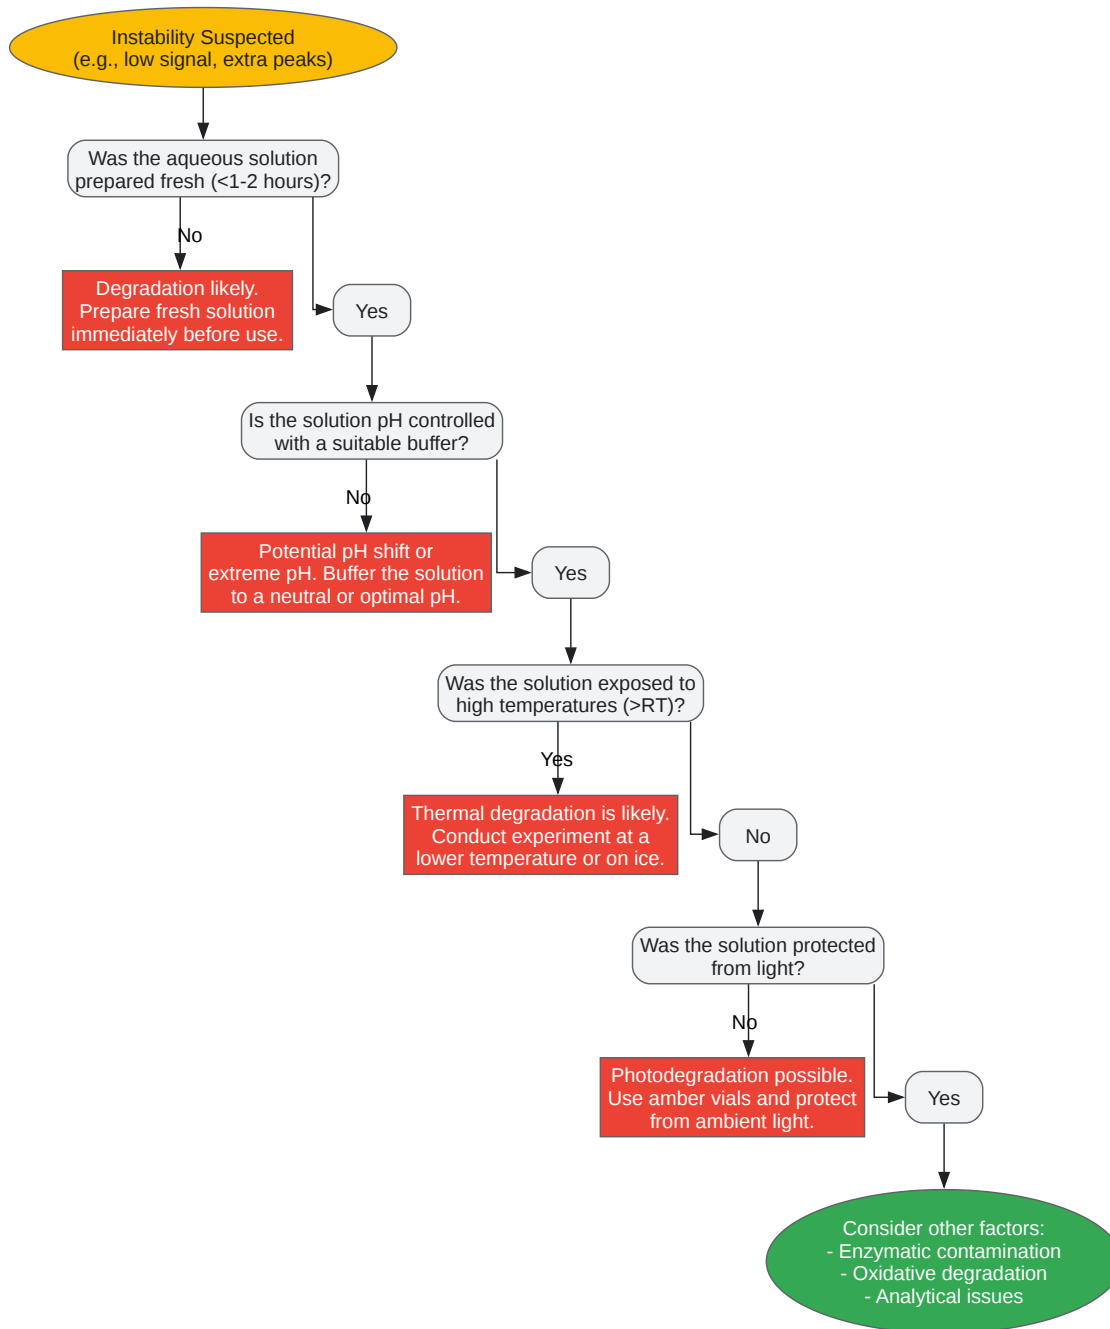 Instability Suspected
(e.g., low signal, extra peaks)
Was the aqueous solution
prepared fresh (<1-2 hours)?
No
Degradation likely.
Prepare fresh solution
immediately before use.
Yes
Is the solution pH controlled
with a suitable buffer?
No
Potential pH shift or
extreme pH. Buffer the solution
to a neutral or optimal pH.
Yes
Was the solution exposed to
high temperatures (>RT)?
Yes
Thermal degradation is likely.
Conduct experiment at a
lower temperature or on ice.
No
Was the solution protected
from light?
No
Photodegradation possible.
Use amber vials and protect
from ambient light.
Yes
Consider other factors:
- Enzymatic contamination
- Oxidative degradation
- Analytical issues